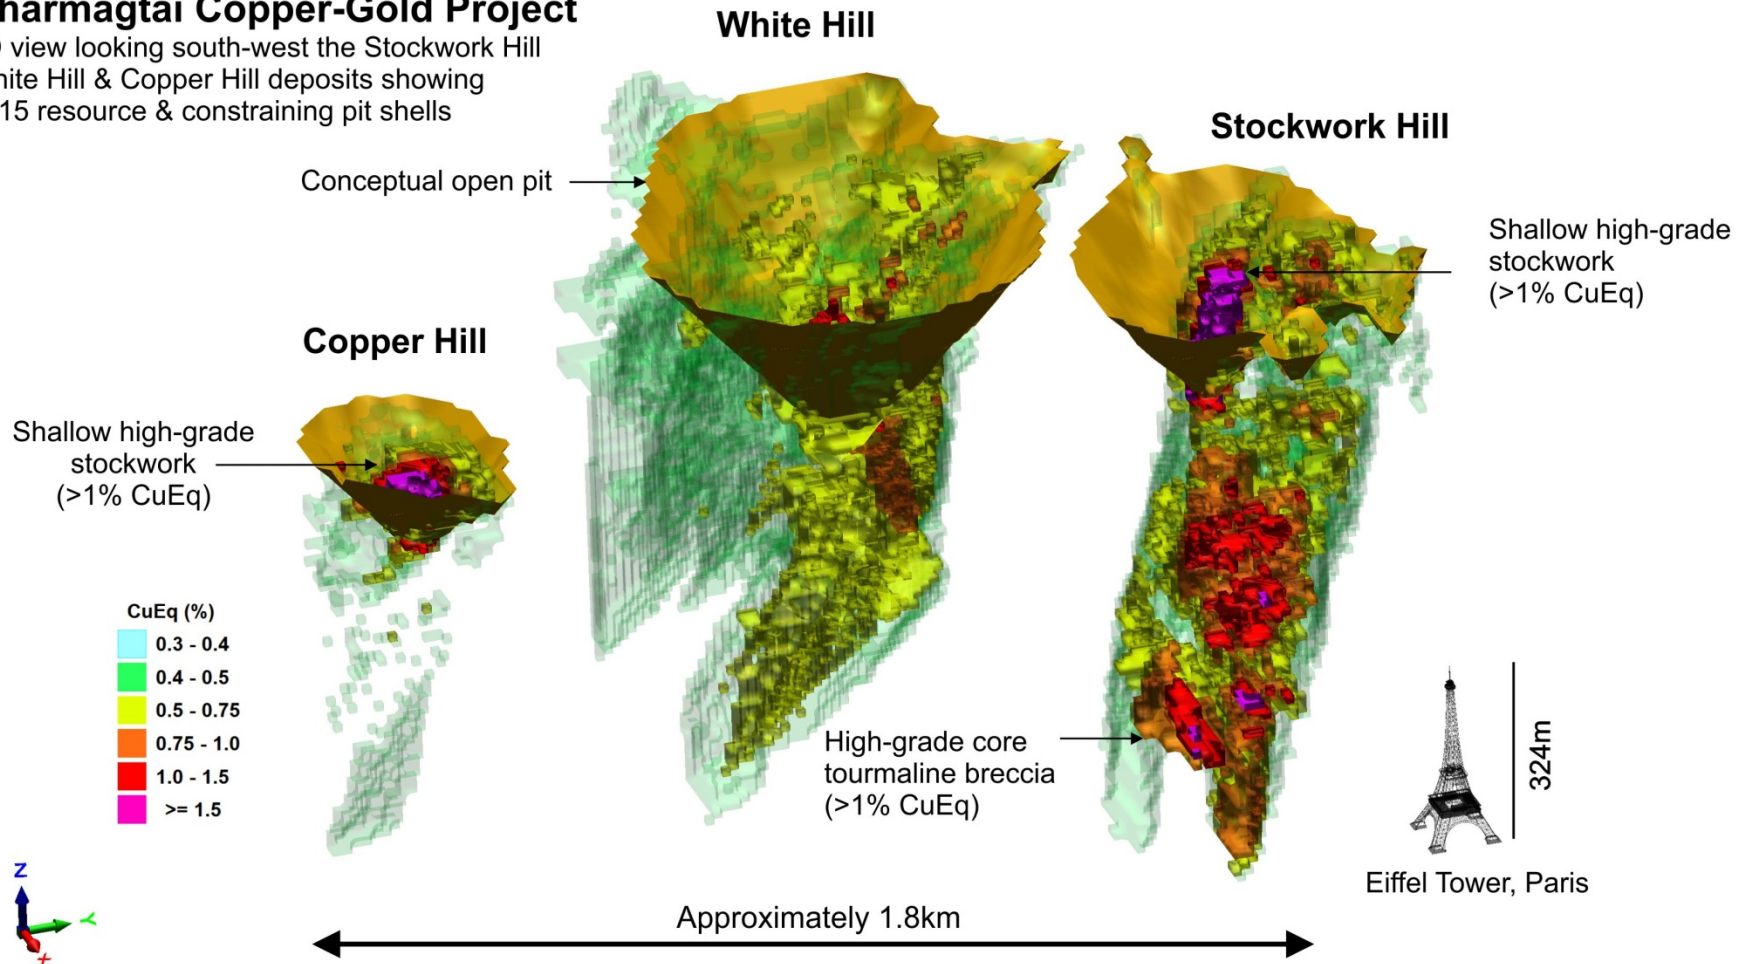 harmagtai Copper-Gold Project
view looking south-west the Stockwork Hill
hite Hill & Copper Hill deposits showing
15 resource & constraining pit shells
White Hill
Stockwork Hill
Conceptual open pit
Shallow high-grade
stockwork
(>1% CuEq)
Copper Hill
Shallow high-grade
stockwork
(>1% CuEq)
CuEq (%)
0.3 - 0.4
0.4 - 0.5
0.5 - 0.75
0.75 - 1.0
1.0 - 1.5
>= 1.5
High-grade core
tourmaline breccia
(>1% CuEq)
324m
Eiffel Tower, Paris
Z
Y
X
Approximately 1.8km